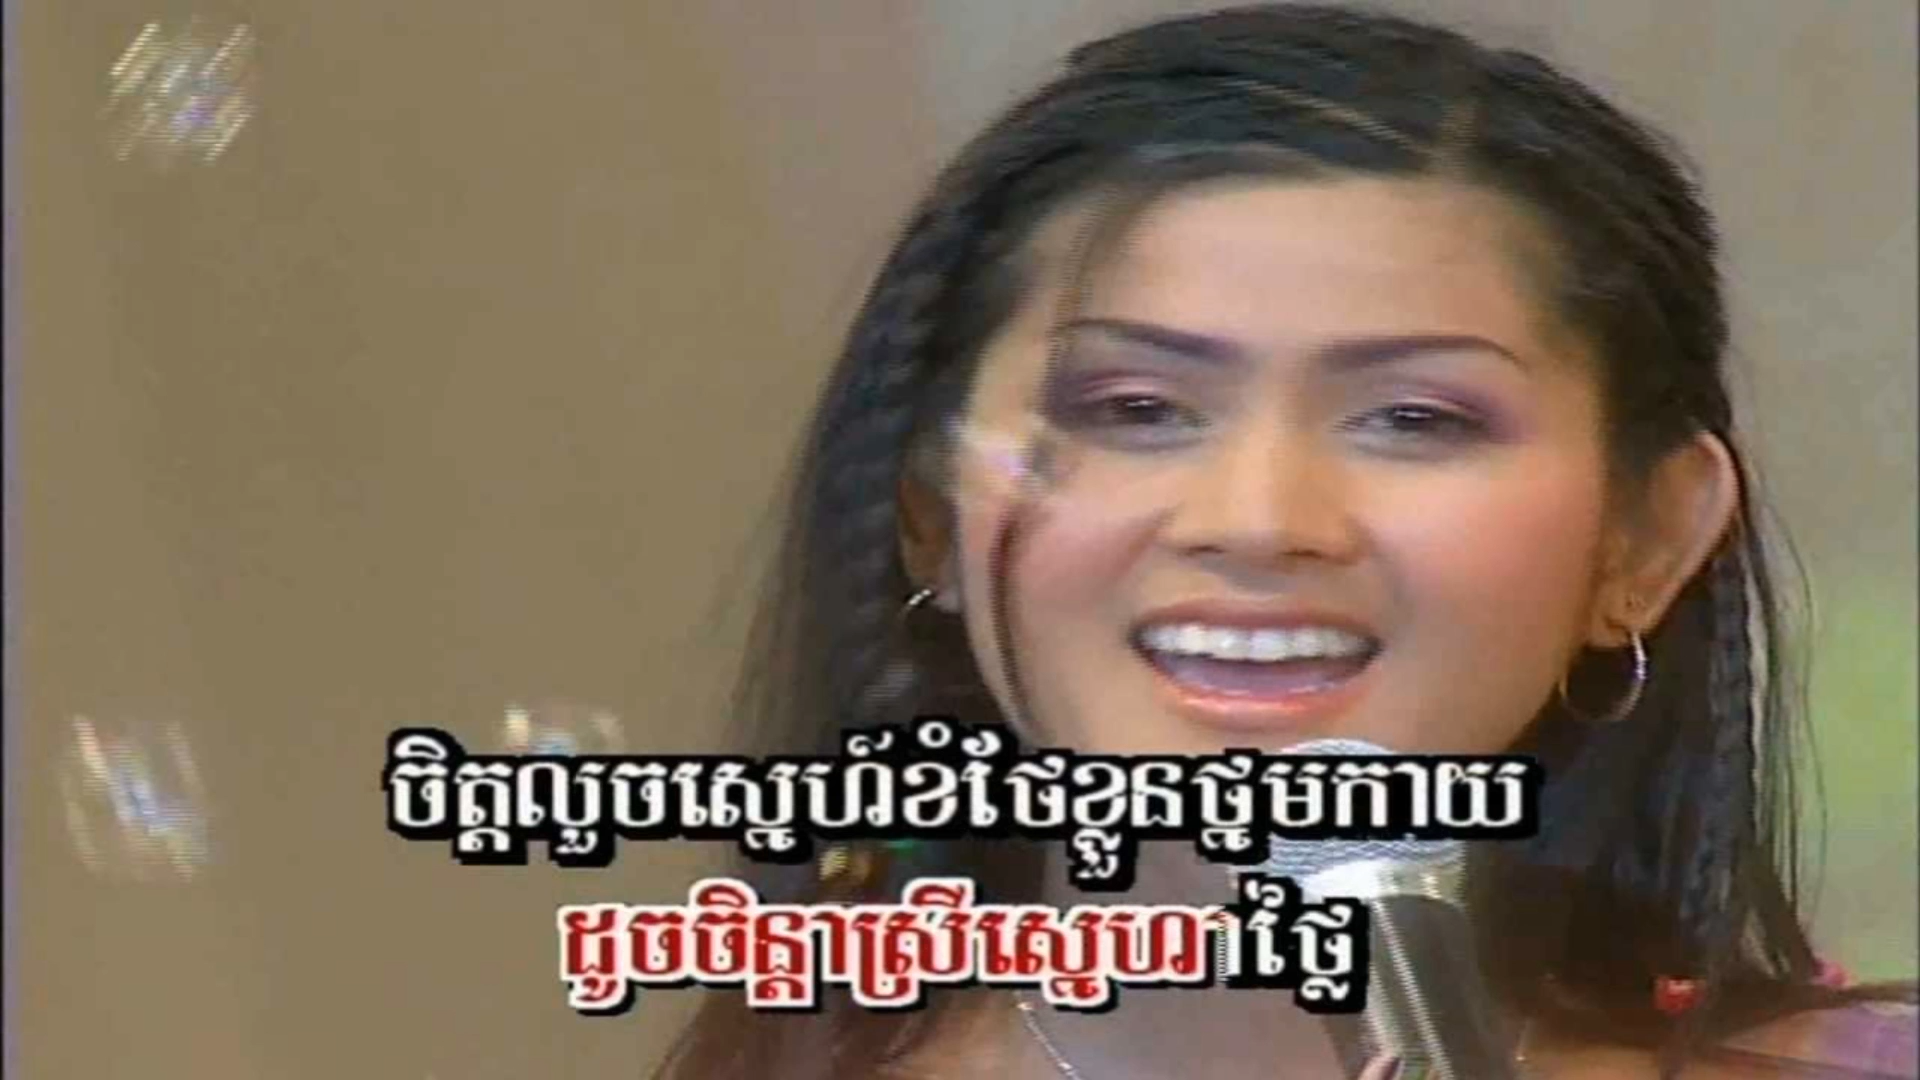 ចិត្តលួចស្នេហ៍ខំថែខ្លួនថ្នមកាយ
ដូចចិន្តាស្រីស្នេហាថ្លៃ